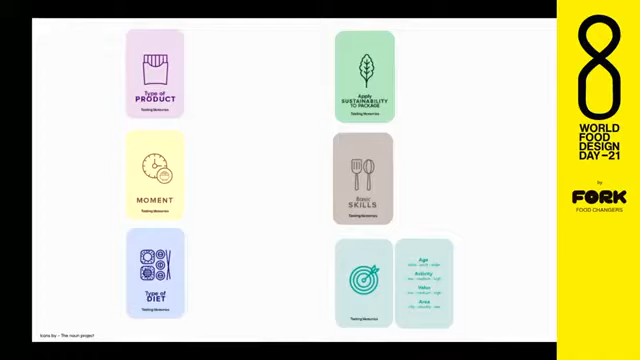 Type of
PRODUCT
Tasting Memories
Apply
SUSTAINABILITY
TO PACKAGE
Tasting Memories
MOMENT
Tasting Memories
Basic
SKILLS
Tasting Memories
Type of
DIET
Tasting Memories
Tasting Memories
Age
Activity
Value
Area
Icons by - The noun project
8
WORLD
FOOD
DESIGN
DAY-21
by
FORK
FOOD CHANGERS